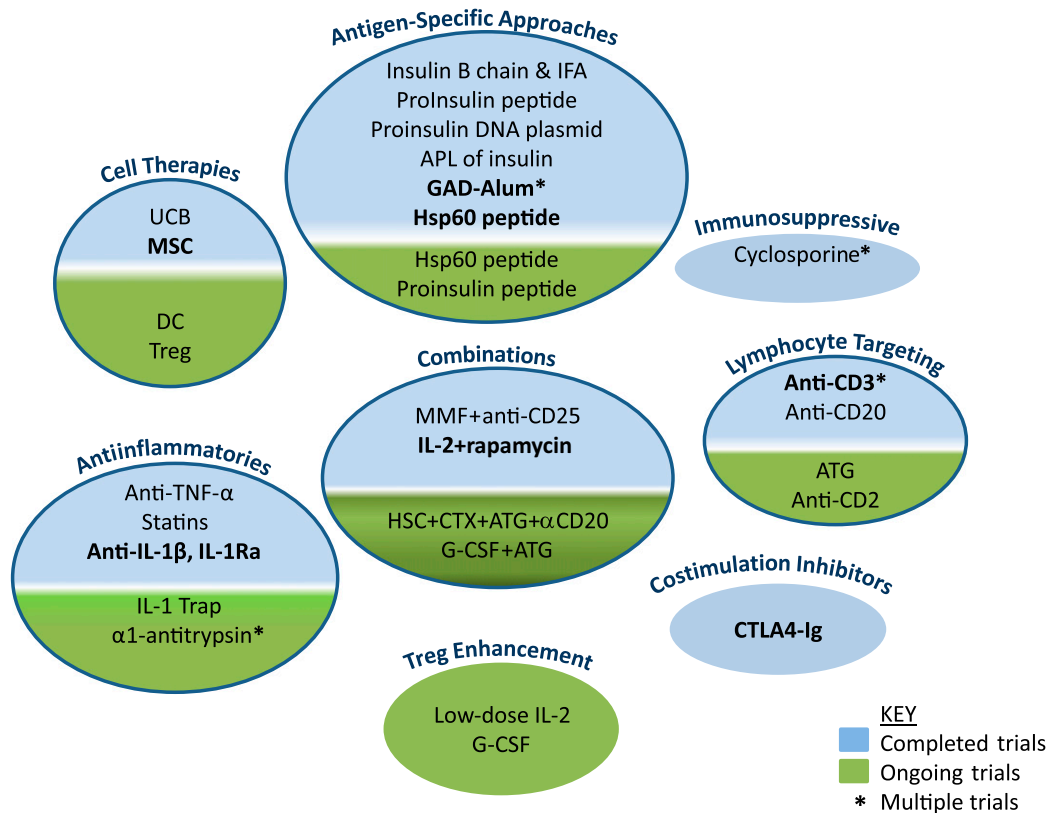 Antigen-Specific Approaches
Insulin B chain & IFA
ProInsulin peptide
Proinsulin DNA plasmid
APL of insulin
GAD-Alum*
Hsp60 peptide
Hsp60 peptide
Proinsulin peptide
Cell Therapies
UCB
MSC
DC
Treg
Immunosuppressive
Cyclosporine*
Combinations
MMF+anti-CD25
IL-2+rapamycin
HSC+CTX+ATG+αCD20
G-CSF+ATG
Lymphocyte Targeting
Anti-CD3*
Anti-CD20
ATG
Anti-CD2
Antiinflammatories
Anti-TNF-α
Statins
Anti-IL-1β, IL-1Ra
IL-1 Trap
α1-antitrypsin*
Costimulation Inhibitors
CTLA4-Ig
Treg Enhancement
Low-dose IL-2
G-CSF
KEY
Completed trials
Ongoing trials
* Multiple trials